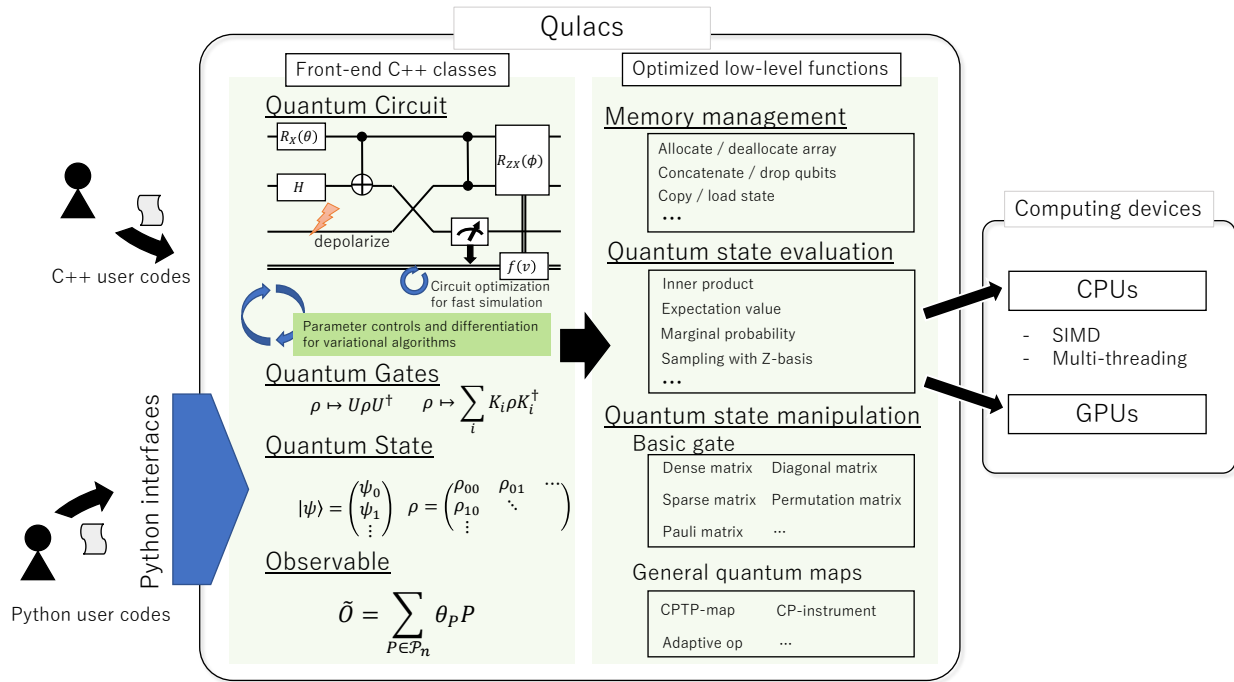 Qulacs
Front-end C++ classes
Quantum Circuit
R_X(θ)
H
R_{ZX}(ϕ)
depolarize
f(v)
Circuit optimization
for fast simulation
Parameter controls and differentiation
for variational algorithms
Quantum Gates
ρ ↦ UρU† ρ ↦ ∑_i K_i ρ K_i†
Quantum State
|ψ⟩ = (ψ_0 ψ_1 ⋮) ρ = (ρ_00 ρ_01 ⋯ ρ_10 ⋱ ⋮)
Observable
Õ = ∑_{P∈𝒫_n} θ_P P
Optimized low-level functions
Memory management
Allocate / deallocate array
Concatenate / drop qubits
Copy / load state
...
Quantum state evaluation
Inner product
Expectation value
Marginal probability
Sampling with Z-basis
...
Quantum state manipulation
Basic gate
Dense matrix Diagonal matrix
Sparse matrix Permutation matrix
Pauli matrix ...
General quantum maps
CPTP-map CP-instrument
Adaptive op ...
C++ user codes
Python interfaces
Python user codes
Computing devices
CPUs
- SIMD
- Multi-threading
GPUs